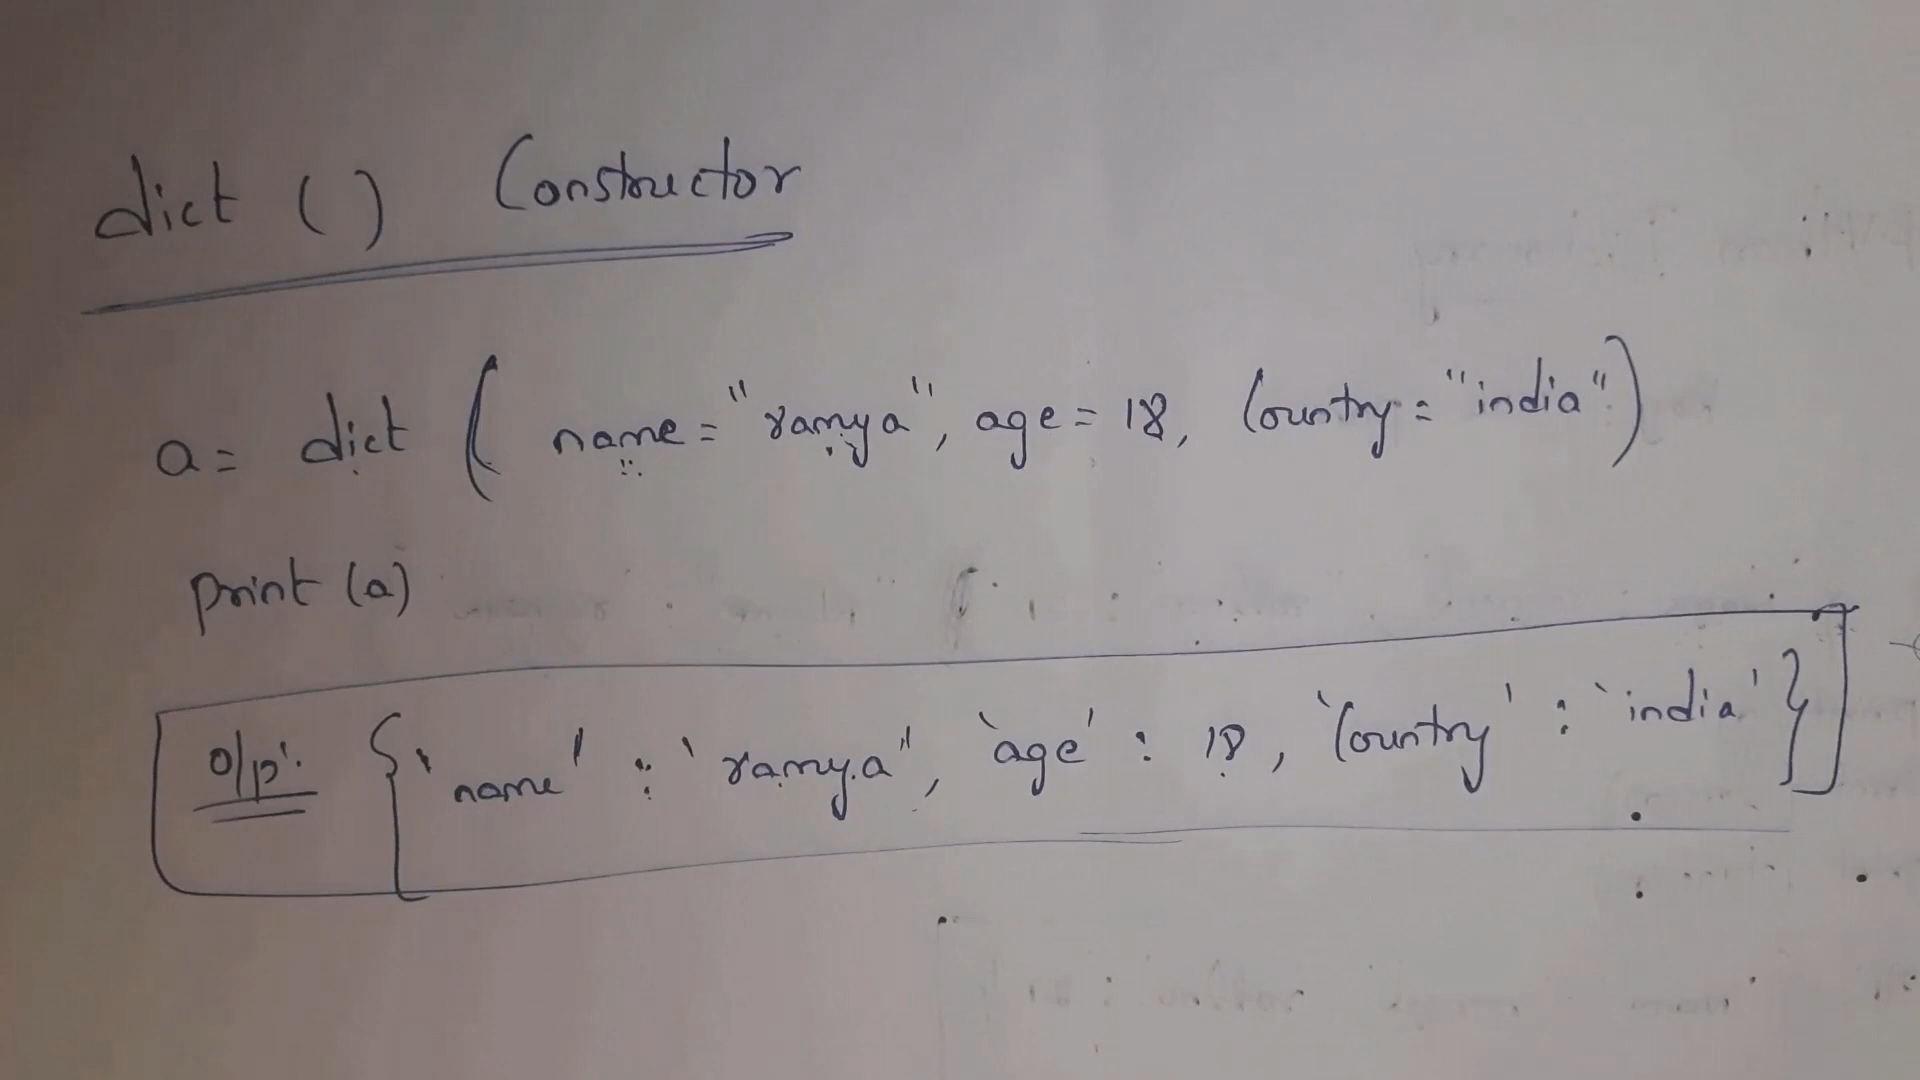 dict () Constructor
a= dict ( name = "ramya", age = 18, Country = "india")
print (a)
o/p: {'name' : 'ramya", 'age' : 18, 'Country' : 'india'}